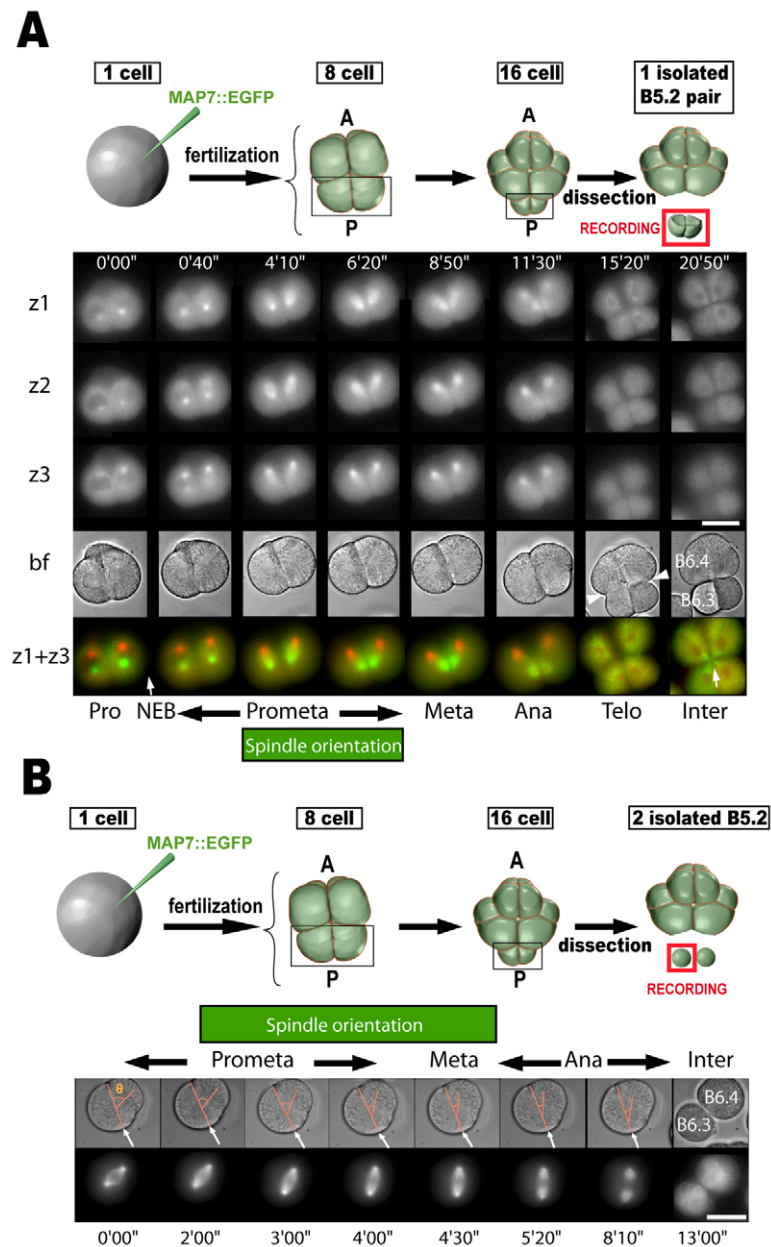 A
1 cell
8 cell
16 cell
1 isolated
B5.2 pair
MAP7::EGFP
A
A
fertilization
dissection
P
P
RECORDING
0'00"
0'40"
4'10"
6'20"
8'50"
11'30"
15'20"
20'50"
z1
z2
z3
bf
B6.4
B6.3
z1+z3
Pro
NEB
Prometa
Meta
Ana
Telo
Inter
Spindle orientation
B
1 cell
8 cell
16 cell
2 isolated B5.2
MAP7::EGFP
A
A
fertilization
dissection
P
P
RECORDING
Spindle orientation
Prometa
Meta
Ana
Inter
θ
B6.4
B6.3
0'00"
2'00"
3'00"
4'00"
4'30"
5'20"
8'10"
13'00"